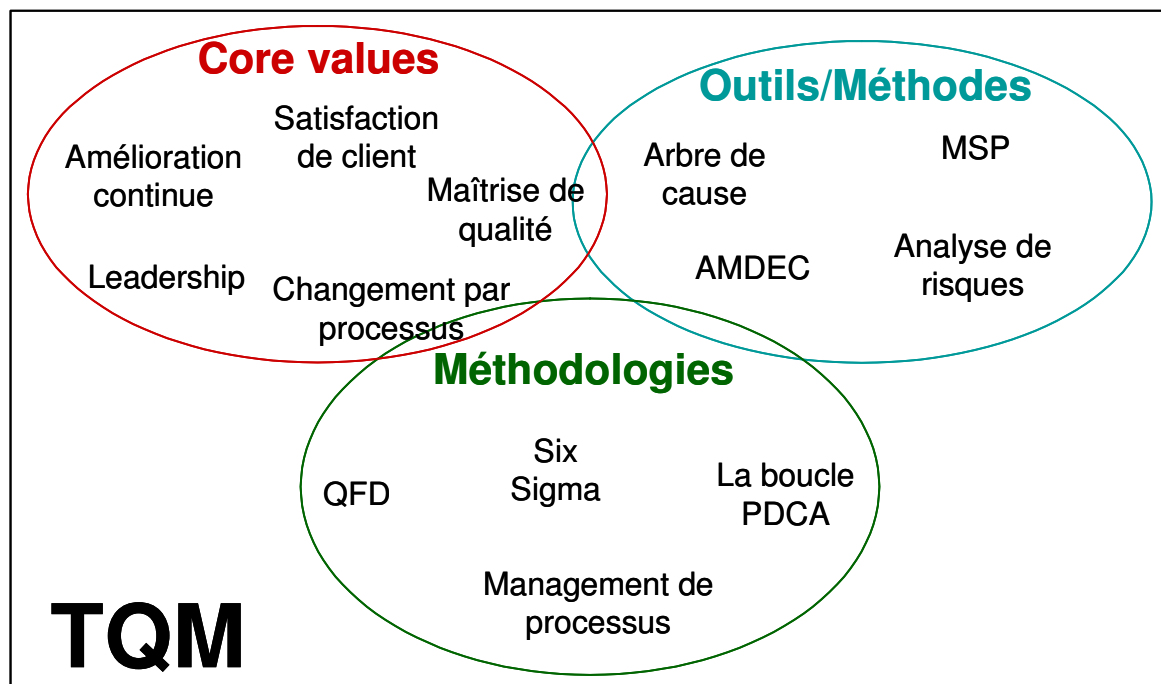 Core values
Satisfaction
de client
Amélioration
continue
Maîtrise de
qualité
Leadership
Changement par
processus
Outils/Méthodes
Arbre de
cause
MSP
AMDEC
Analyse de
risques
Méthodologies
Six
Sigma
QFD
La boucle
PDCA
Management de
processus
TQM